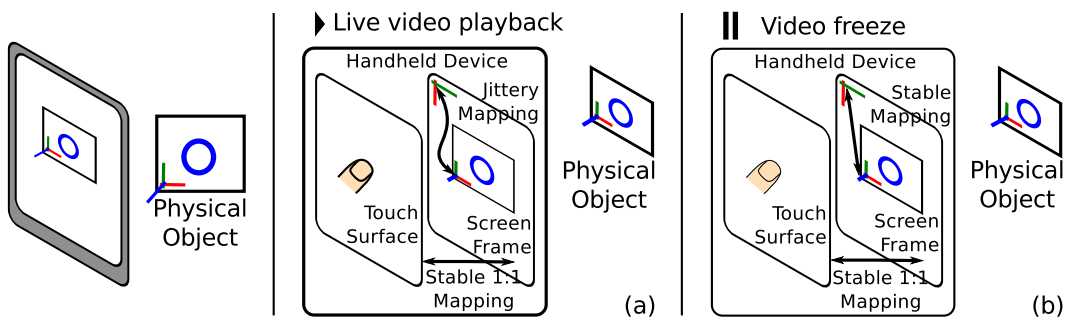 Physical
Object
Live video playback
Handheld Device
Jittery
Mapping
Touch
Surface
Screen
Frame
Stable 1:1
Mapping
Physical
Object
(a)
Video freeze
Handheld Device
Stable
Mapping
Touch
Surface
Screen
Frame
Stable 1:1
Mapping
Physical
Object
(b)